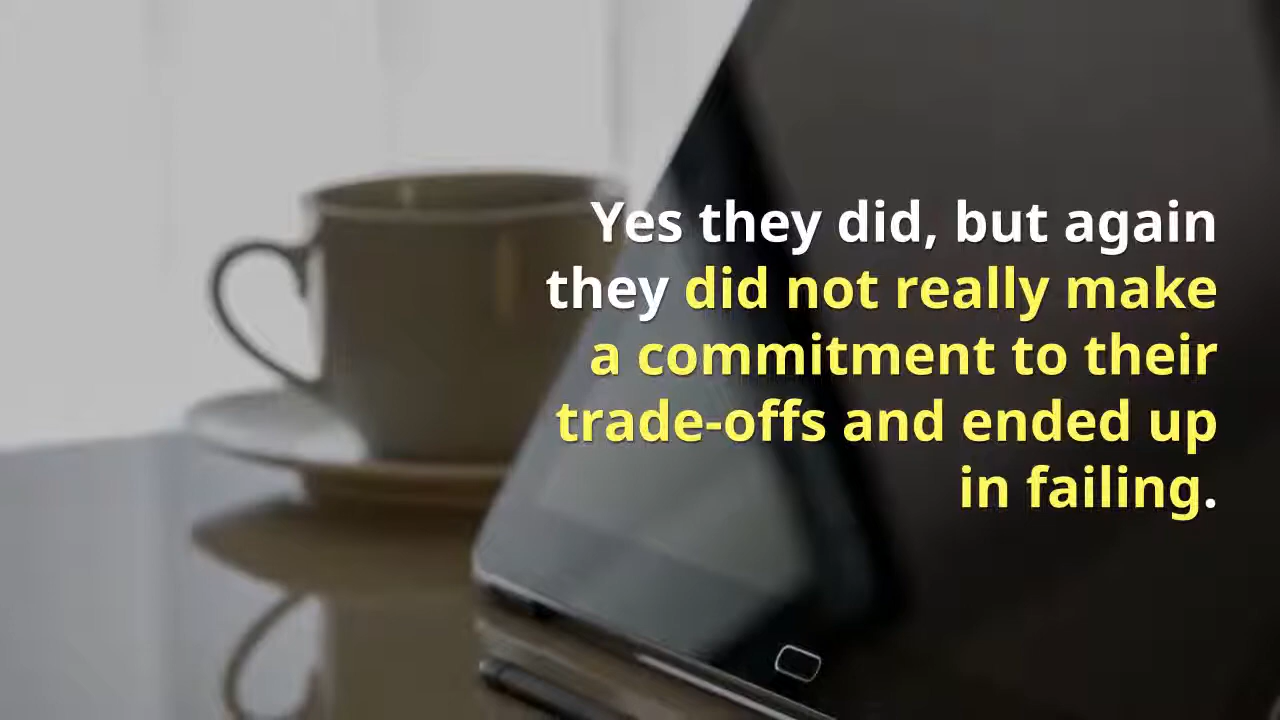 Yes they did, but again
they did not really make
a commitment to their
trade-offs and ended up
in failing.